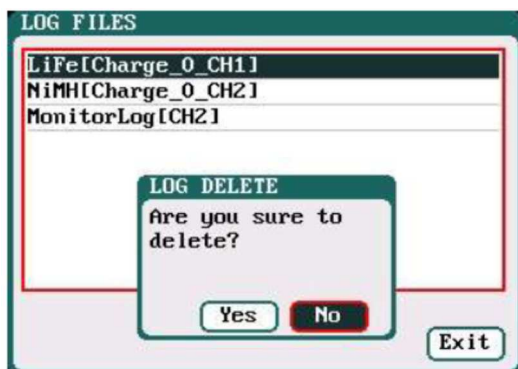 LOG FILES
LiFe[Charge_0_CH1]
NiMH[Charge_0_CH2]
MonitorLog[CH2]
LOG DELETE
Are you sure to
delete?
Yes No
Exit